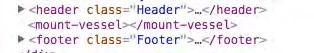 ▶ <header class="Header">…</header>
<mount-vessel></mount-vessel>
▶ <footer class="Footer">…</footer>